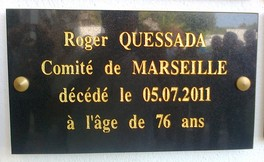 Roger QUESSADA
Comité de MARSEILLE
décédé le 05.07.2011
à l'âge de 76 ans